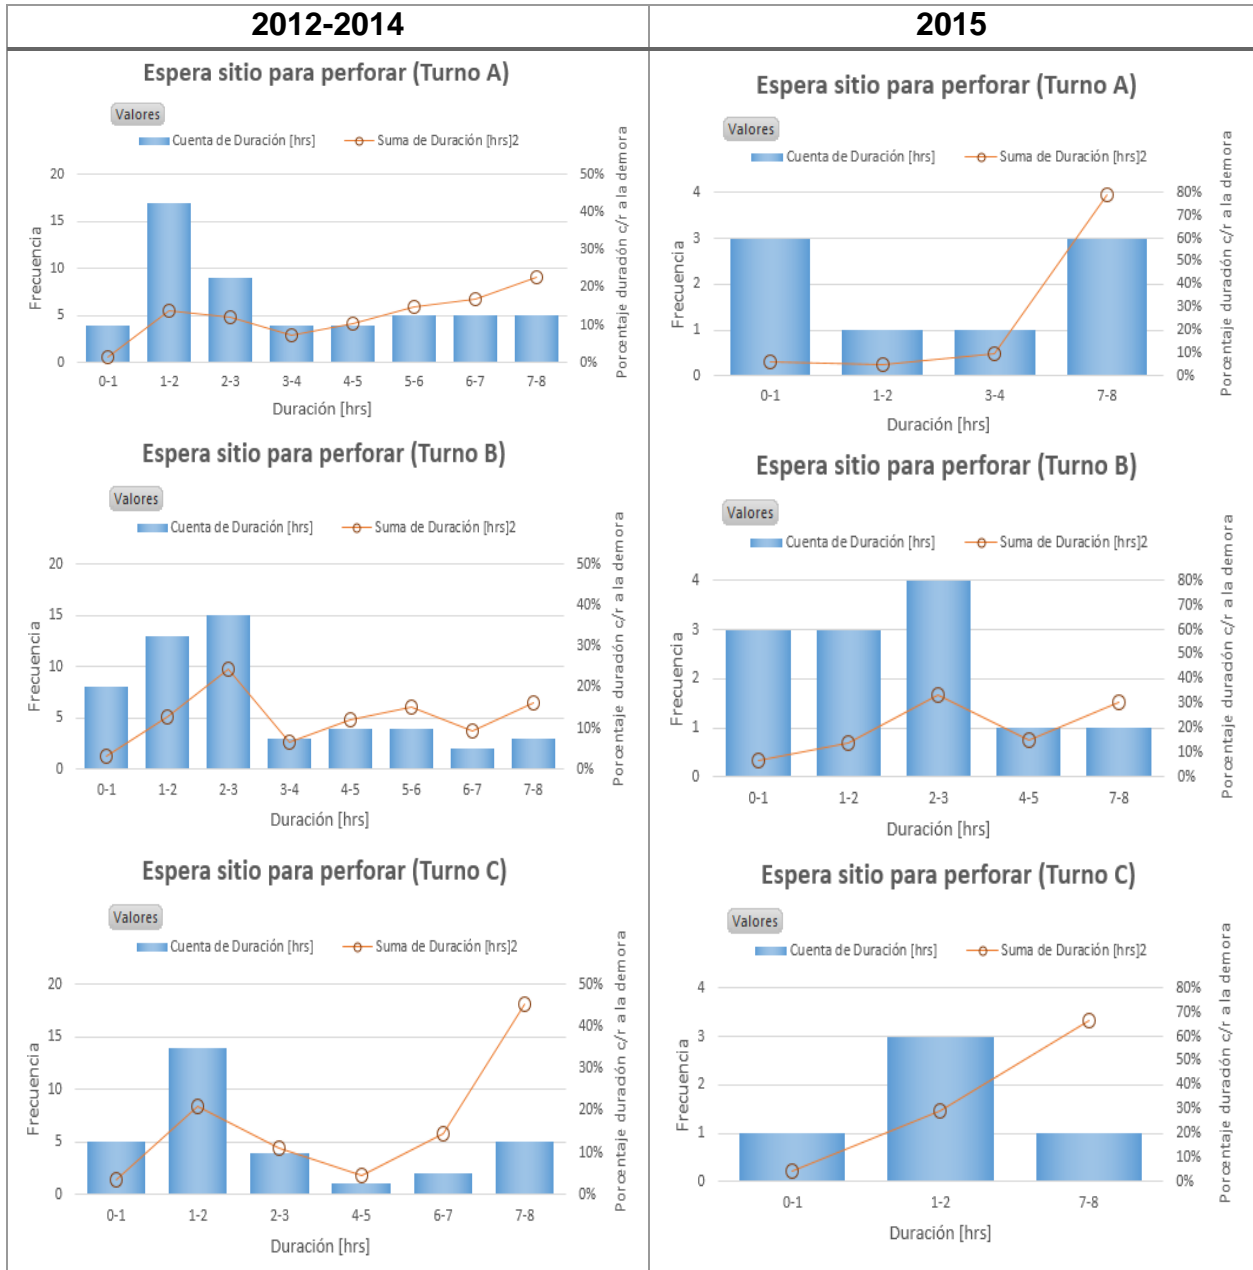 2012-2014
2015
Espera sitio para perforar (Turno A)
Valores
Cuenta de Duración [hrs]
Suma de Duración [hrs]2
20
15
10
5
0
50%
40%
30%
20%
10%
0%
Frecuencia
Porcentaje duración c/r a la demora
0-1
1-2
2-3
3-4
4-5
5-6
6-7
7-8
Duración [hrs]
Espera sitio para perforar (Turno A)
Valores
Cuenta de Duración [hrs]
Suma de Duración [hrs]2
4
3
2
1
0
80%
70%
60%
50%
40%
30%
20%
10%
0%
Frecuencia
Porcentaje duración c/r a la demora
0-1
1-2
3-4
7-8
Duración [hrs]
Espera sitio para perforar (Turno B)
Valores
Cuenta de Duración [hrs]
Suma de Duración [hrs]2
20
15
10
5
0
50%
40%
30%
20%
10%
0%
Frecuencia
Porcentaje duración c/r a la demora
0-1
1-2
2-3
3-4
4-5
5-6
6-7
7-8
Duración [hrs]
Espera sitio para perforar (Turno B)
Valores
Cuenta de Duración [hrs]
Suma de Duración [hrs]2
4
3
2
1
0
80%
70%
60%
50%
40%
30%
20%
10%
0%
Frecuencia
Porcentaje duración c/r a la demora
0-1
1-2
2-3
4-5
7-8
Duración [hrs]
Espera sitio para perforar (Turno C)
Valores
Cuenta de Duración [hrs]
Suma de Duración [hrs]2
20
15
10
5
0
50%
40%
30%
20%
10%
0%
Frecuencia
Porcentaje duración c/r a la demora
0-1
1-2
2-3
4-5
6-7
7-8
Duración [hrs]
Espera sitio para perforar (Turno C)
Valores
Cuenta de Duración [hrs]
Suma de Duración [hrs]2
4
3
2
1
0
80%
70%
60%
50%
40%
30%
20%
10%
0%
Frecuencia
Porcentaje duración c/r a la demora
0-1
1-2
7-8
Duración [hrs]